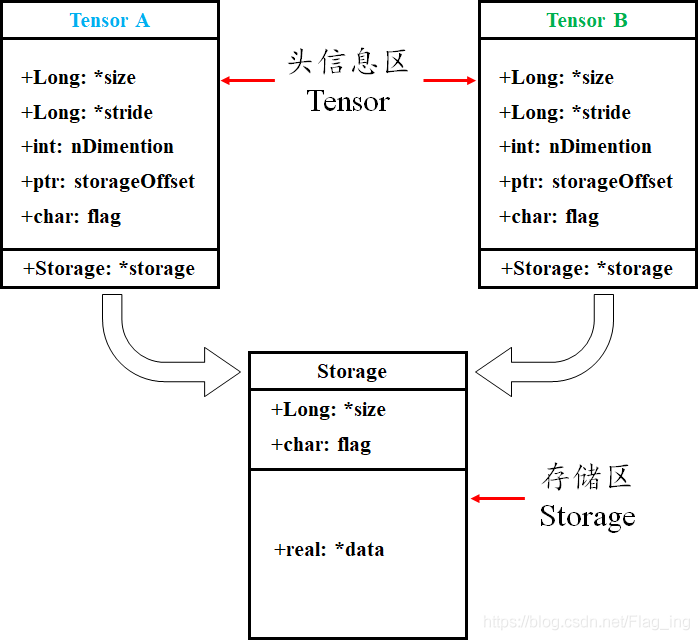 Tensor A
+Long: *size
+Long: *stride
+int: nDimention
+ptr: storageOffset
+char: flag
+Storage: *storage
头信息区
Tensor
Tensor B
+Long: *size
+Long: *stride
+int: nDimention
+ptr: storageOffset
+char: flag
+Storage: *storage
Storage
+Long: *size
+char: flag
+real: *data
存储区
Storage
https://blog.csdn.net/Flag_ing